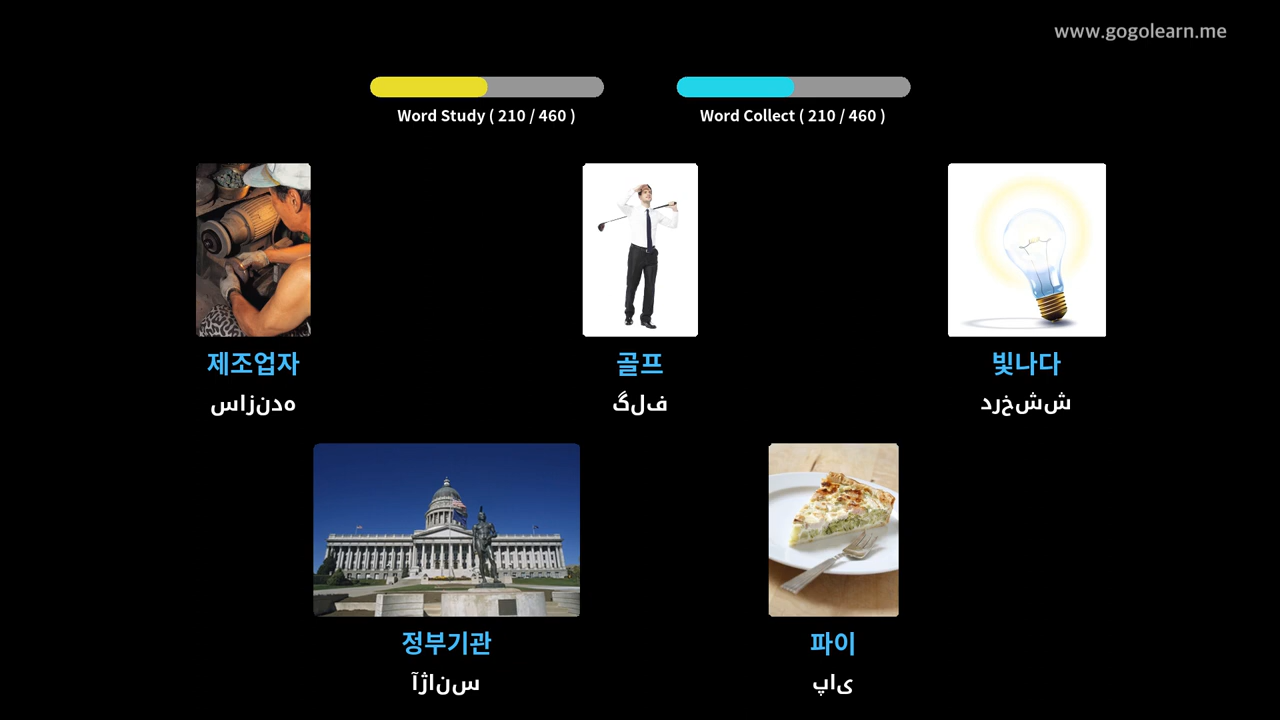 www.gogolearn.me
Word Study ( 210 / 460 )
Word Collect ( 210 / 460 )
제조업자
골프
빛나다
هدنزاس
فلگ
ششخرد
정부기관
파이
سناژآ
یاپ